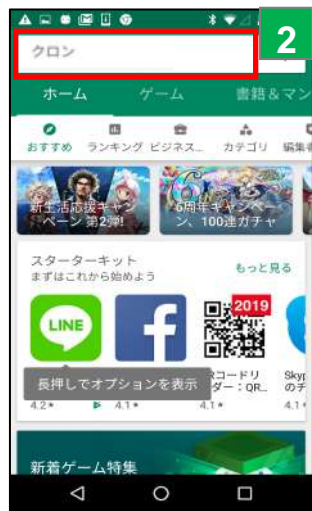 2
クロン
ホーム ゲーム 書籍&マン
おすすめ ランキング ビジネス... カテゴリ 編集者
新生活応援キャン
ペーン 第2弾!
6周年キャンペー
ン、100連ガチャ
スターターキット
まずはこれから始めよう
もっと見る
LINE
2019
長押しでオプションを表示
Rコードリ
ダー:QR...
Skyp
のチ
4.2★ 4.1★ 4.1★ 4.1
新着ゲーム特集